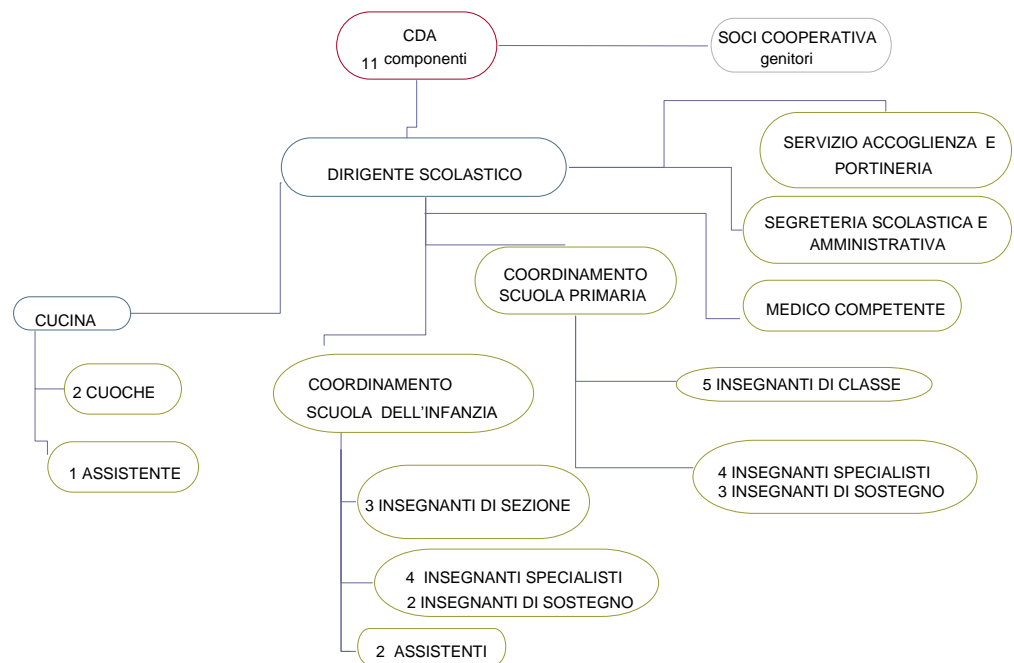 CDA
11 componenti
SOCI COOPERATIVA
genitori
SERVIZIO ACCOGLIENZA E
PORTINERIA
DIRIGENTE SCOLASTICO
SEGRETERIA SCOLASTICA E
AMMINISTRATIVA
COORDINAMENTO
SCUOLA PRIMARIA
MEDICO COMPETENTE
CUCINA
2 CUOCHE
1 ASSISTENTE
COORDINAMENTO
SCUOLA DELL'INFANZIA
5 INSEGNANTI DI CLASSE
4 INSEGNANTI SPECIALISTI
3 INSEGNANTI DI SOSTEGNO
3 INSEGNANTI DI SEZIONE
4 INSEGNANTI SPECIALISTI
2 INSEGNANTI DI SOSTEGNO
2 ASSISTENTI